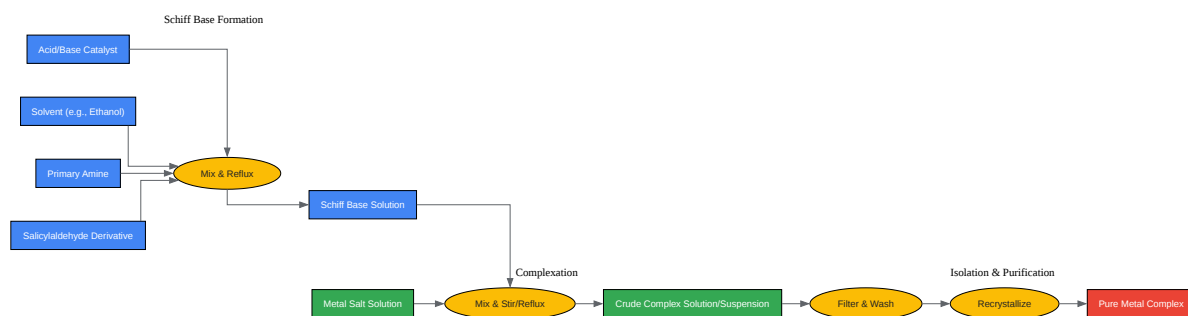 Schiff Base Formation
Acid/Base Catalyst
Solvent (e.g., Ethanol)
Primary Amine
Mix & Reflux
Salicylaldehyde Derivative
Schiff Base Solution
Complexation
Isolation & Purification
Metal Salt Solution
Mix & Stir/Reflux
Crude Complex Solution/Suspension
Filter & Wash
Recrystallize
Pure Metal Complex